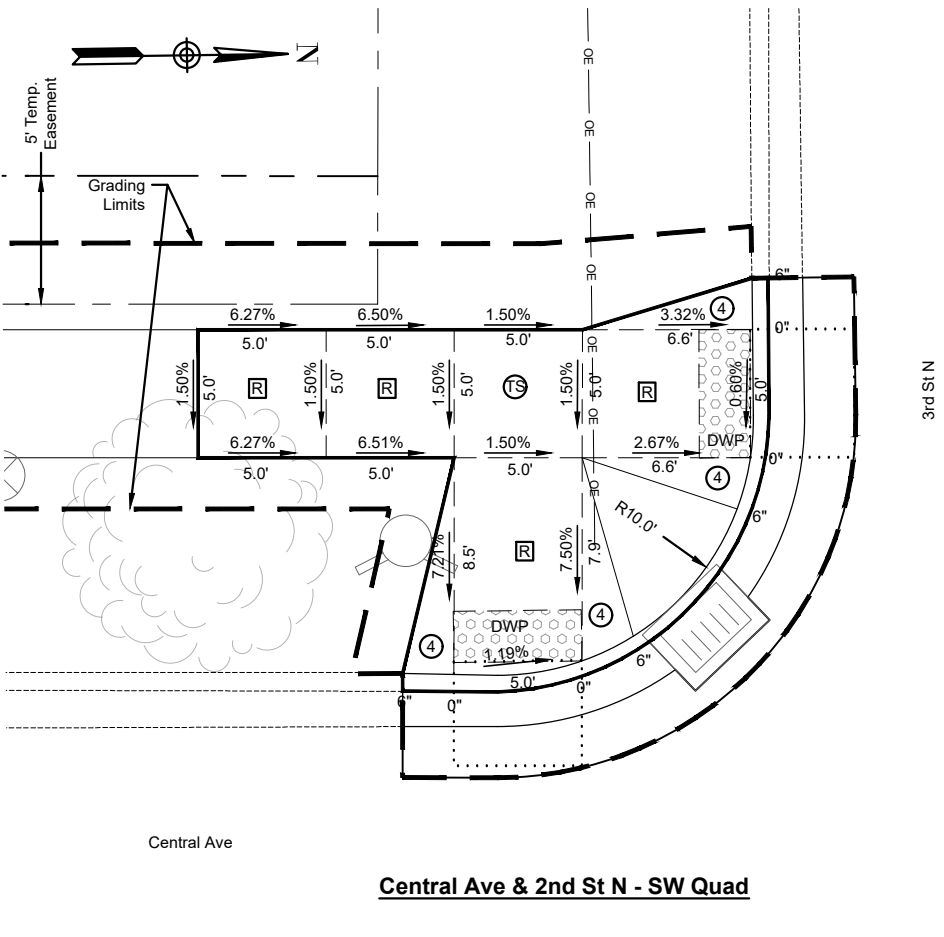 N
5' Temp.
Easement
Grading
Limits
OE
OE
OE
OE
6.27%
5.0'
6.50%
5.0'
1.50%
5.0'
3.32%
6.6'
4
6"
0"
1.50%
5.0'
R
1.50%
5.0'
R
1.50%
5.0'
TS
1.50%
5.0'
OE
OE
R
0.60%
5.0'
DWP
6.27%
5.0'
6.51%
5.0'
1.50%
5.0'
2.67%
6.6'
4
0"
OE
R10.0'
6"
7.21%
8.5'
R
7.50%
7.9'
DWP
4
4
1.19%
5.0'
6"
6"
0"
0"
3rd St N
Central Ave
Central Ave & 2nd St N - SW Quad